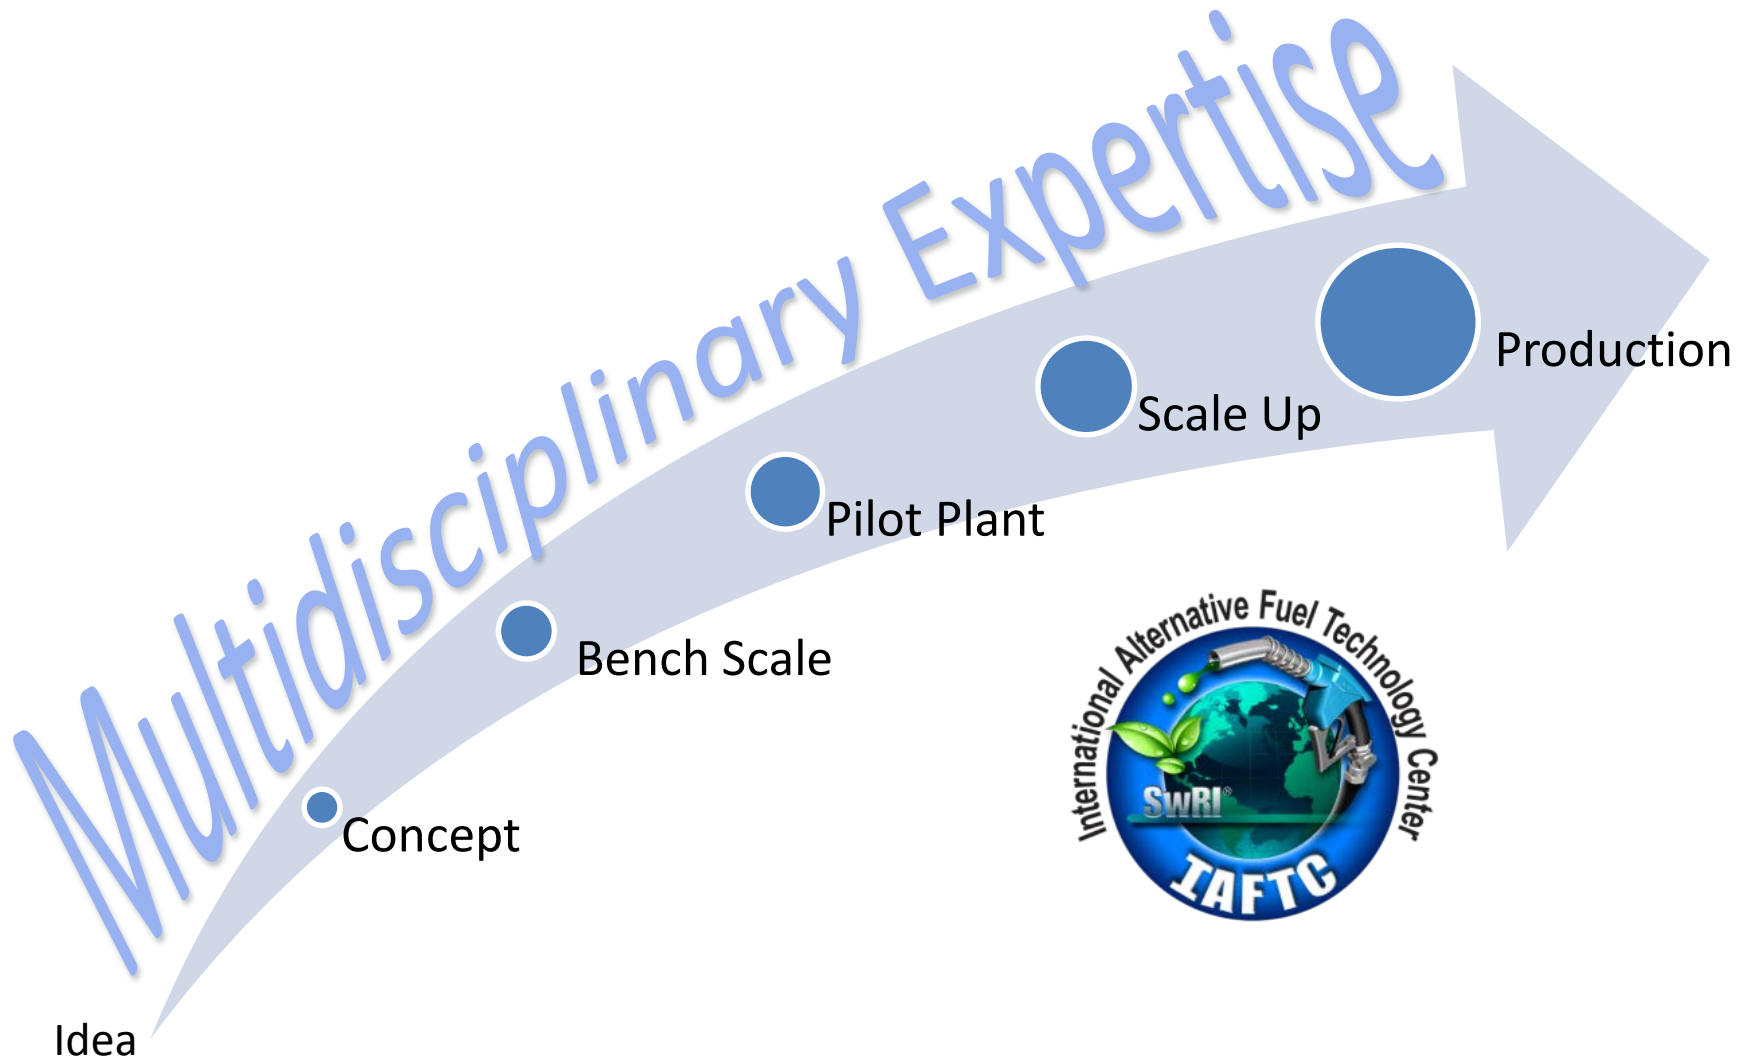 Multidisciplinary Expertise
Production
Scale Up
Pilot Plant
Bench Scale
Concept
Idea
International Alternative Fuel Technology Center
SwRI®
IAFTC